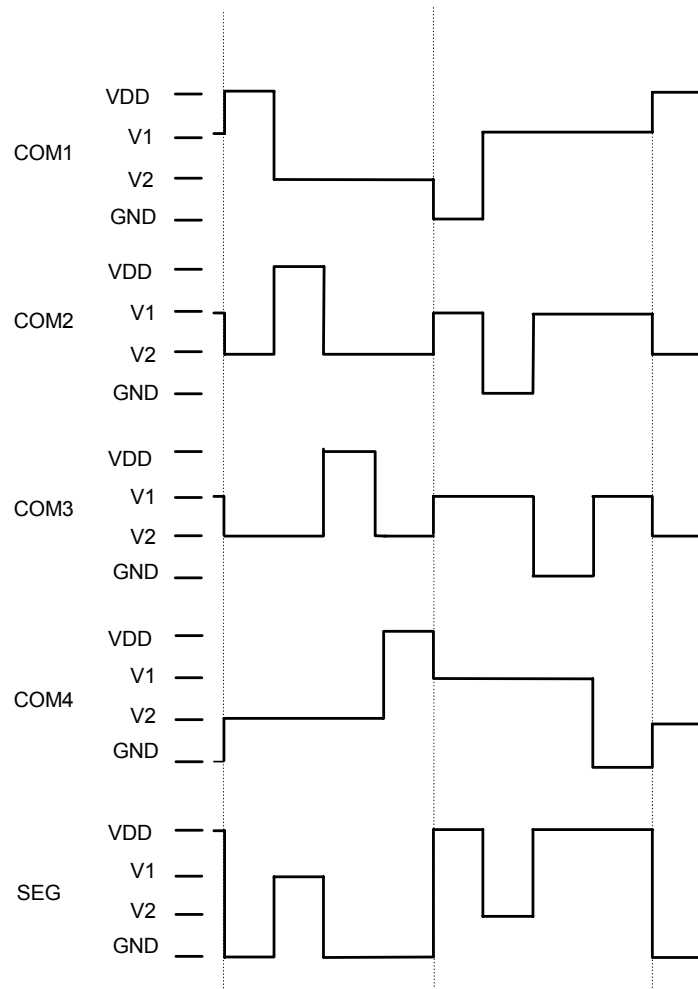 VDD
V1
COM1
V2
GND
VDD
V1
COM2
V2
GND
VDD
V1
COM3
V2
GND
VDD
V1
COM4
V2
GND
VDD
V1
SEG
V2
GND